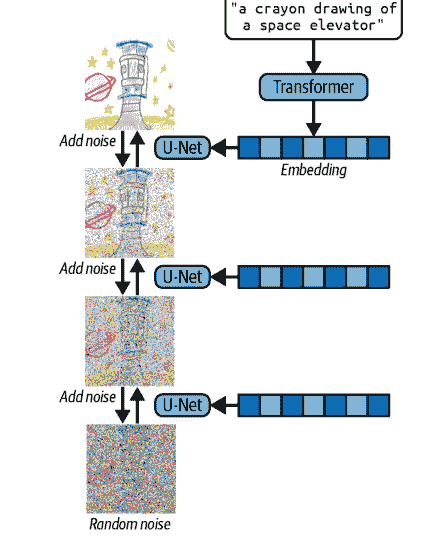 "a crayon drawing of
a space elevator"
Transformer
Add noise
U-Net
Embedding
Add noise
U-Net
Add noise
U-Net
Random noise